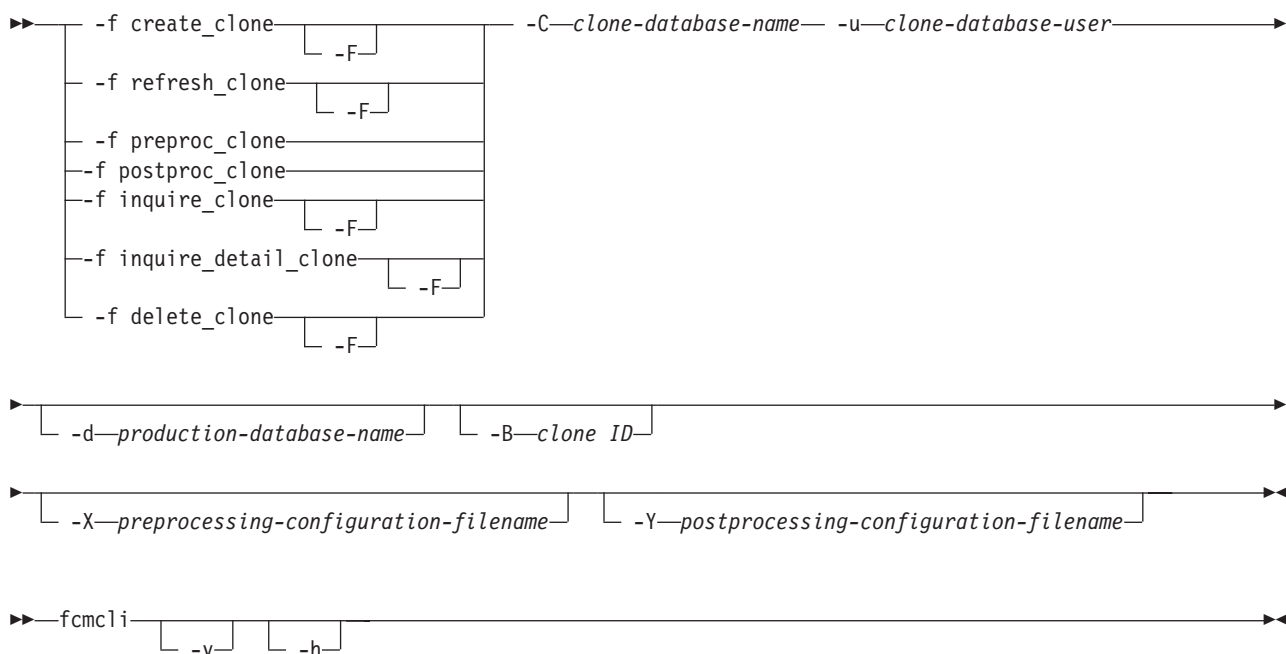 -f create_clone -F -C clone-database-name -u clone-database-user
-f refresh_clone -F
-f preproc_clone
-f postproc_clone
-f inquire_clone -F
-f inquire_detail_clone -F
-f delete_clone -F
-d production-database-name -B clone ID
-X preprocessing-configuration-filename -Y postprocessing-configuration-filename
fcmcli -v -h